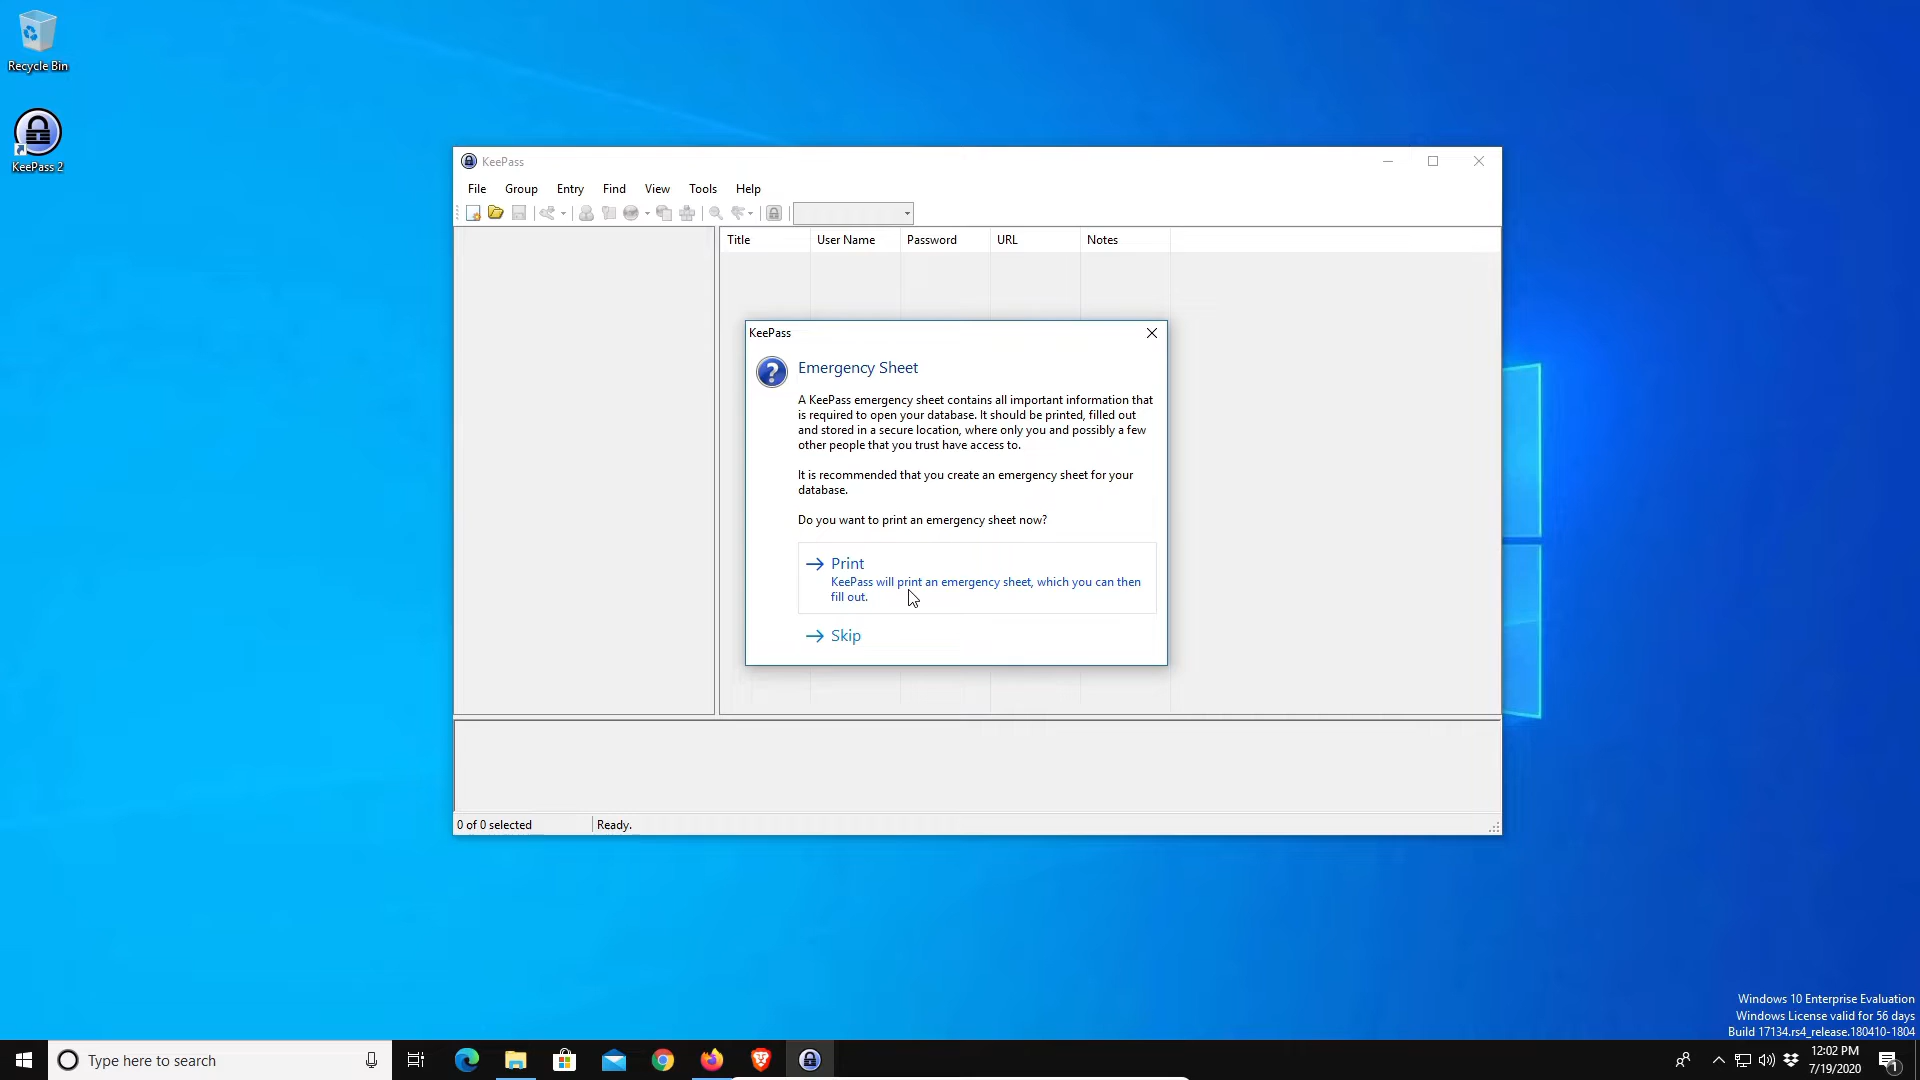 Recycle Bin
KeePass 2
KeePass
File Group Entry Find View Tools Help
Title User Name Password URL Notes
KeePass
Emergency Sheet
A KeePass emergency sheet contains all important information that
is required to open your database. It should be printed, filled out
and stored in a secure location, where only you and possibly a few
other people that you trust have access to.
It is recommended that you create an emergency sheet for your
database.
Do you want to print an emergency sheet now?
Print
KeePass will print an emergency sheet, which you can then
fill out.
Skip
0 of 0 selected Ready.
Windows 10 Enterprise Evaluation
Windows License valid for 56 days
Build 17134.rs4_release.180410-1804
Type here to search
12:02 PM
7/19/2020
1